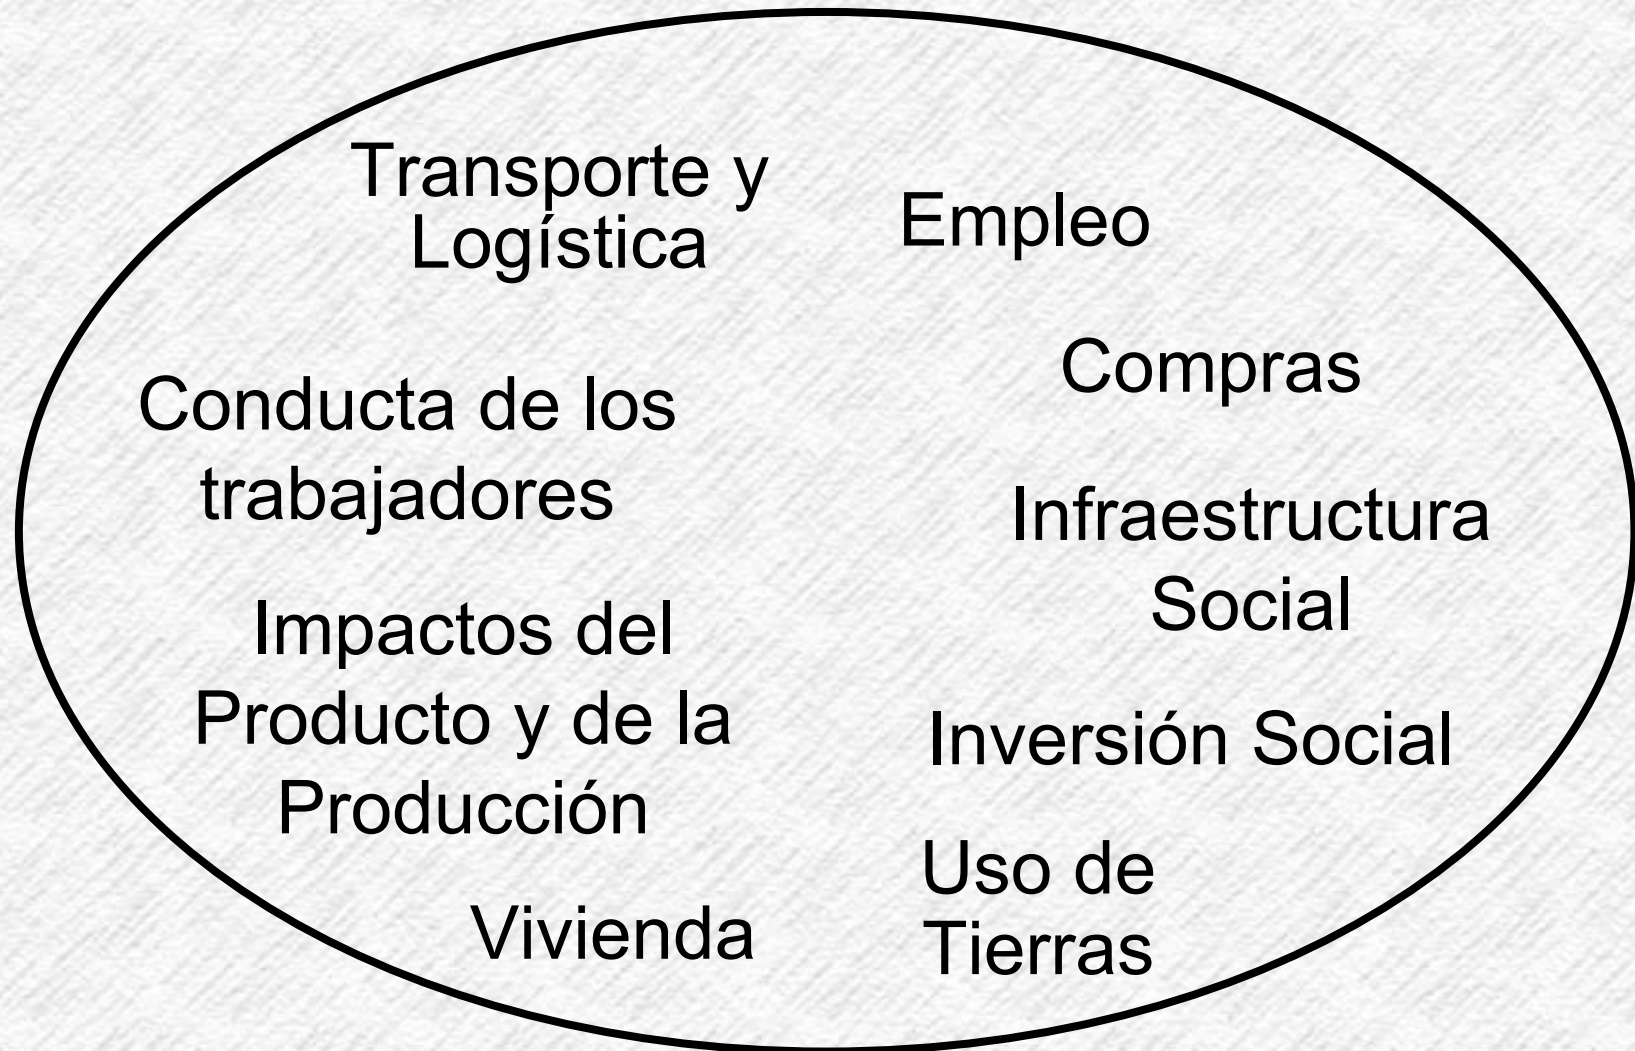 Transporte y
Logística
Empleo
Compras
Conducta de los
trabajadores
Infraestructura
Social
Impactos del
Producto y de la
Producción
Inversión Social
Uso de
Tierras
Vivienda